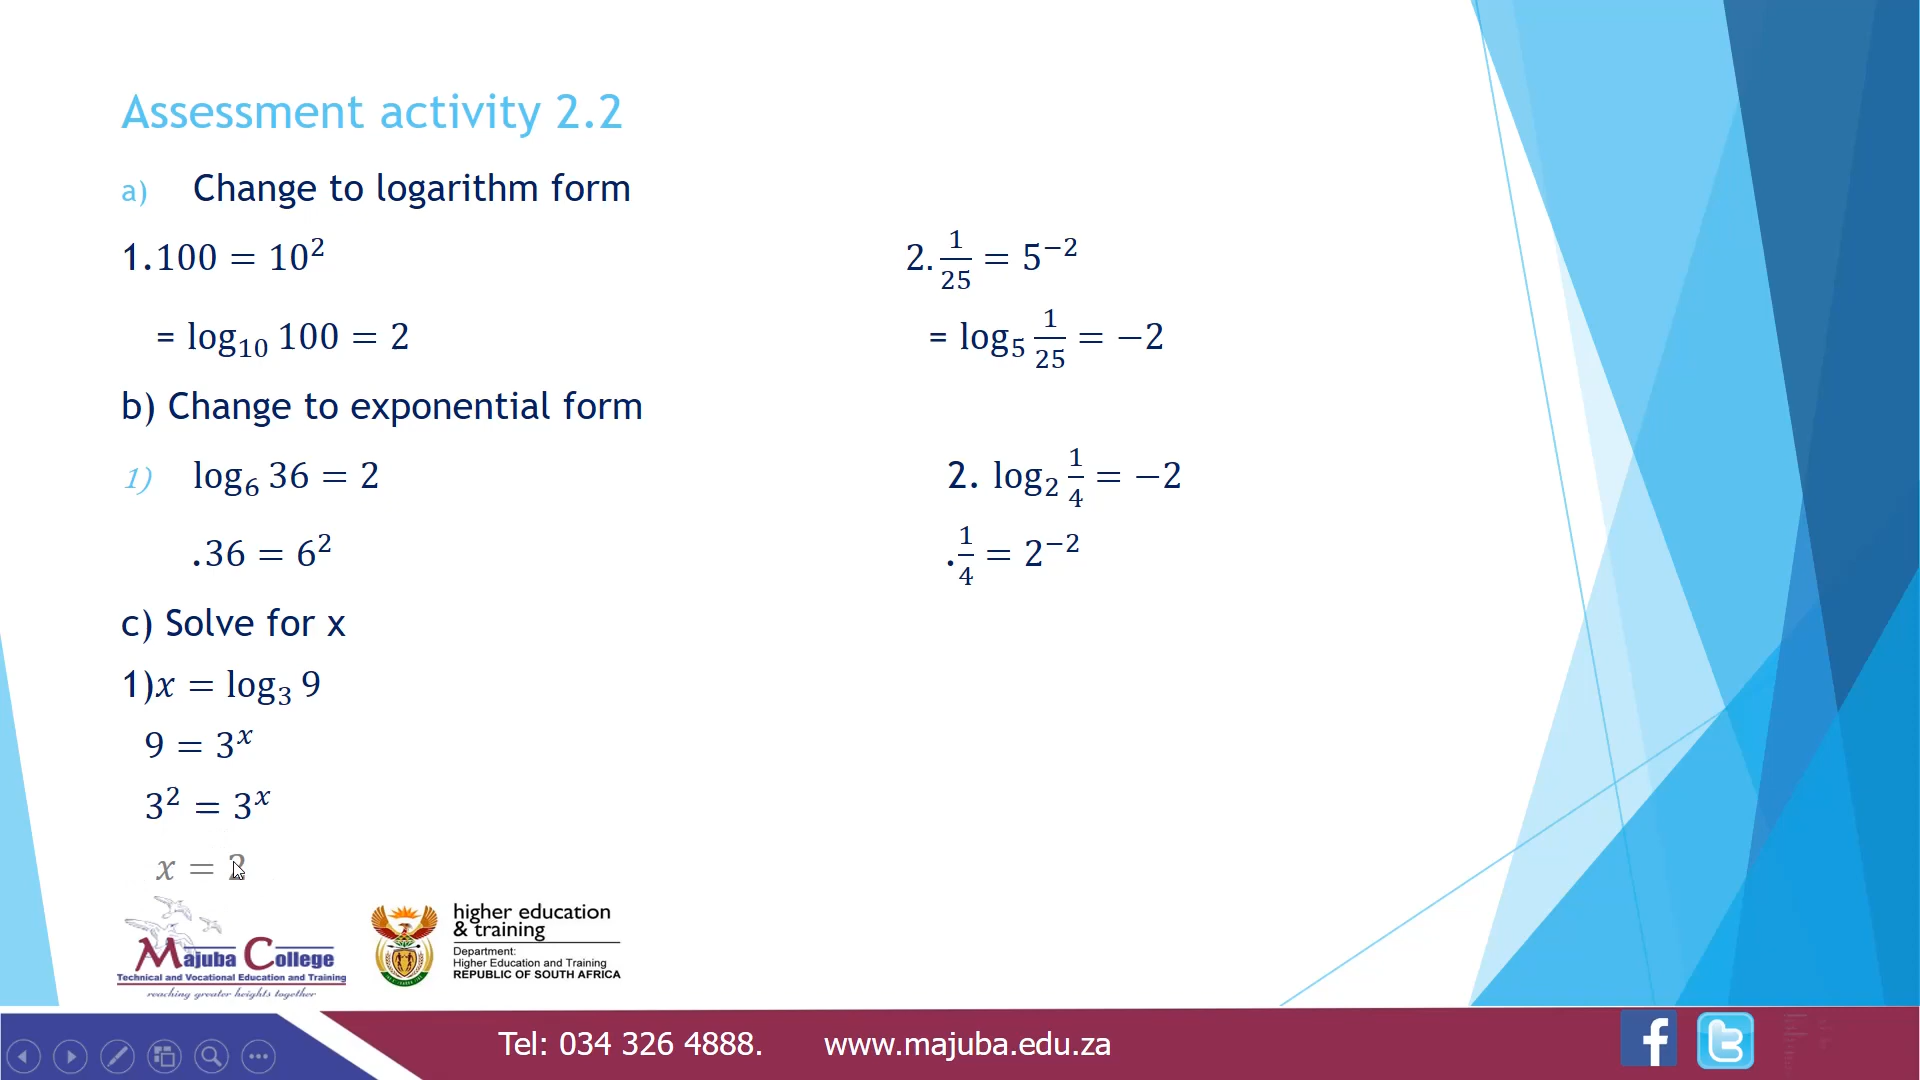 Assessment activity 2.2
a) Change to logarithm form
1.100 = 10²
2. 1/25 = 5⁻²
= log₁₀ 100 = 2
= log₅ 1/25 = −2
b) Change to exponential form
1) log₆ 36 = 2
2. log₂ 1/4 = −2
.36 = 6²
. 1/4 = 2⁻²
c) Solve for x
1)x = log₃ 9
9 = 3ˣ
3² = 3ˣ
x = 2
Majuba College
Technical and Vocational Education and Training
reaching greater heights together
higher education
& training
Department:
Higher Education and Training
REPUBLIC OF SOUTH AFRICA
Tel: 034 326 4888. www.majuba.edu.za